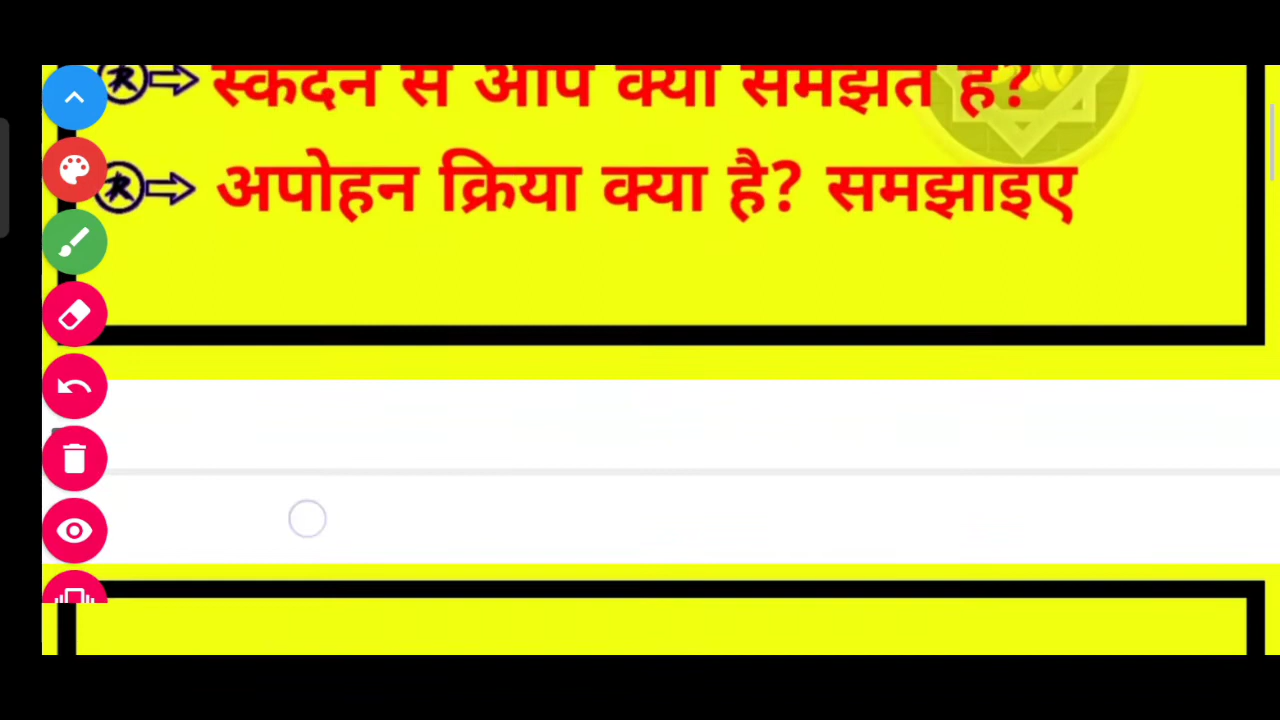 स्कंदन से आप क्या समझते हैं?
अपोहन क्रिया क्या है? समझाइए